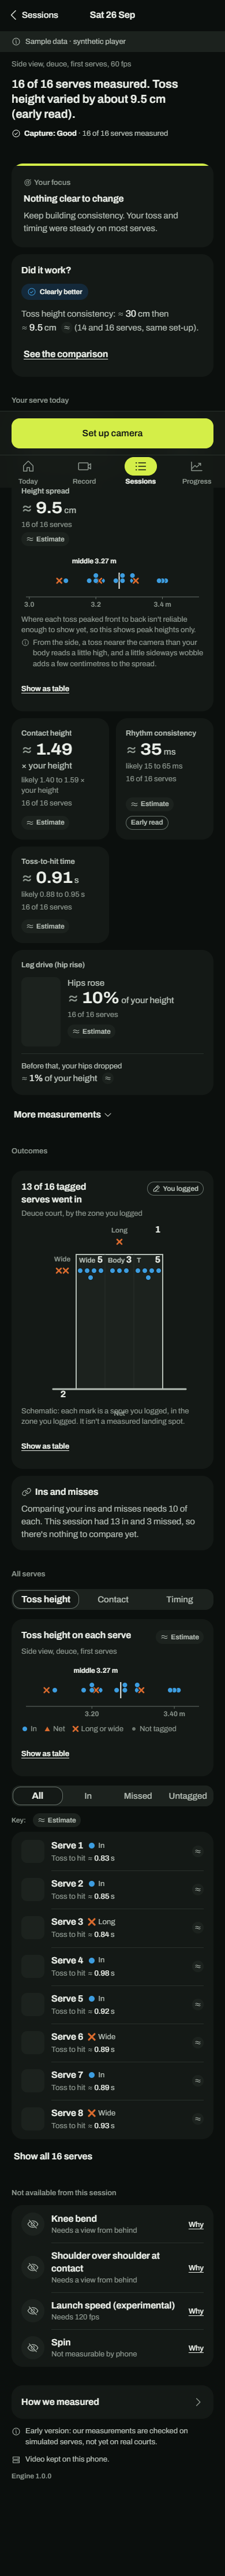 Sessions
Sat 26 Sep
Sample data · synthetic player
Side view, deuce, first serves, 60 fps
16 of 16 serves measured. Toss
height varied by about 9.5 cm
(early read).
Capture: Good · 16 of 16 serves measured
Your focus
Nothing clear to change
Keep building consistency. Your toss and
timing were steady on most serves.
Did it work?
Clearly better
Toss height consistency: ≈ 30 cm then
≈ 9.5 cm ≈ (14 and 16 serves, same set-up).
See the comparison
Your serve today
Set up camera
Today
Record
Sessions
Progress
Height spread
≈ 9.5 cm
16 of 16 serves
≈ Estimate
middle 3.27 m
3.0
3.2
3.4 m
Where each toss peaked front to back isn't reliable
enough to show yet, so this shows peak heights only.
From the side, a toss nearer the camera than your
body reads a little high, and a little sideways wobble
adds a few centimetres to the spread.
Show as table
Contact height
≈ 1.49
× your height
likely 1.40 to 1.59 ×
your height
16 of 16 serves
≈ Estimate
Rhythm consistency
≈ 35 ms
likely 15 to 65 ms
16 of 16 serves
≈ Estimate
Early read
Toss-to-hit time
≈ 0.91 s
likely 0.88 to 0.95 s
16 of 16 serves
≈ Estimate
Leg drive (hip rise)
Hips rose
≈ 10% of your height
16 of 16 serves
≈ Estimate
Before that, your hips dropped
≈ 1% of your height ≈
More measurements
Outcomes
13 of 16 tagged
serves went in
You logged
Deuce court, by the zone you logged
Long
1
Wide
Wide 5
Body 3
T
5
2
Net
Schematic: each mark is a serve you logged, in the
zone you logged. It isn't a measured landing spot.
Show as table
Ins and misses
Comparing your ins and misses needs 10 of
each. This session had 13 in and 3 missed, so
there's nothing to compare yet.
All serves
Toss height
Contact
Timing
Toss height on each serve
≈ Estimate
Side view, deuce, first serves
middle 3.27 m
3.20
3.40 m
In
Net
Long or wide
Not tagged
Show as table
All
In
Missed
Untagged
Key:
≈ Estimate
Serve 1
In
Toss to hit ≈ 0.83 s
≈
Serve 2
In
Toss to hit ≈ 0.85 s
≈
Serve 3
Long
Toss to hit ≈ 0.84 s
≈
Serve 4
In
Toss to hit ≈ 0.98 s
≈
Serve 5
In
Toss to hit ≈ 0.92 s
≈
Serve 6
Wide
Toss to hit ≈ 0.89 s
≈
Serve 7
In
Toss to hit ≈ 0.89 s
≈
Serve 8
Wide
Toss to hit ≈ 0.93 s
≈
Show all 16 serves
Not available from this session
Knee bend
Needs a view from behind
Why
Shoulder over shoulder at
contact
Needs a view from behind
Why
Launch speed (experimental)
Needs 120 fps
Why
Spin
Not measurable by phone
Why
How we measured
Early version: our measurements are checked on
simulated serves, not yet on real courts.
Video kept on this phone.
Engine 1.0.0